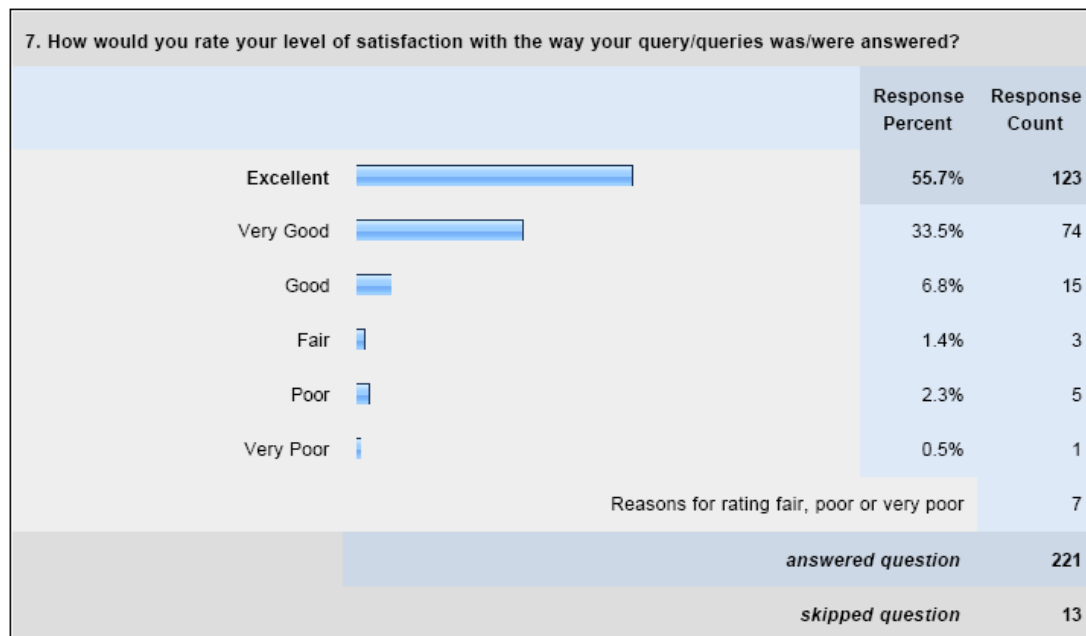 7. How would you rate your level of satisfaction with the way your query/queries was/were answered?
Response Percent Response Count
Excellent 55.7% 123
Very Good 33.5% 74
Good 6.8% 15
Fair 1.4% 3
Poor 2.3% 5
Very Poor 0.5% 1
Reasons for rating fair, poor or very poor 7
answered question 221
skipped question 13